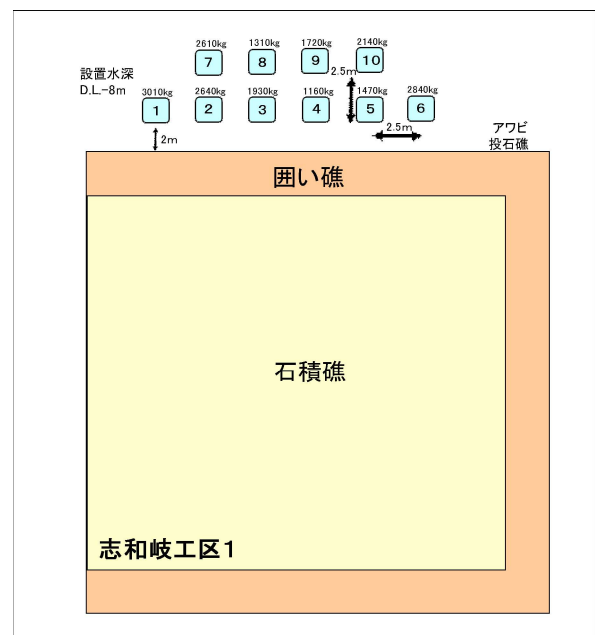 2610kg 1310kg 1720kg 2140kg
7 8 9 10
設置水深
D.L.-8m
2.5m
3010kg 2640kg 1930kg 1160kg 1470kg 2840kg
1 2 3 4 5 6
2.5m
2m
アワビ
投石礁
囲い礁
石積礁
志和岐工区1